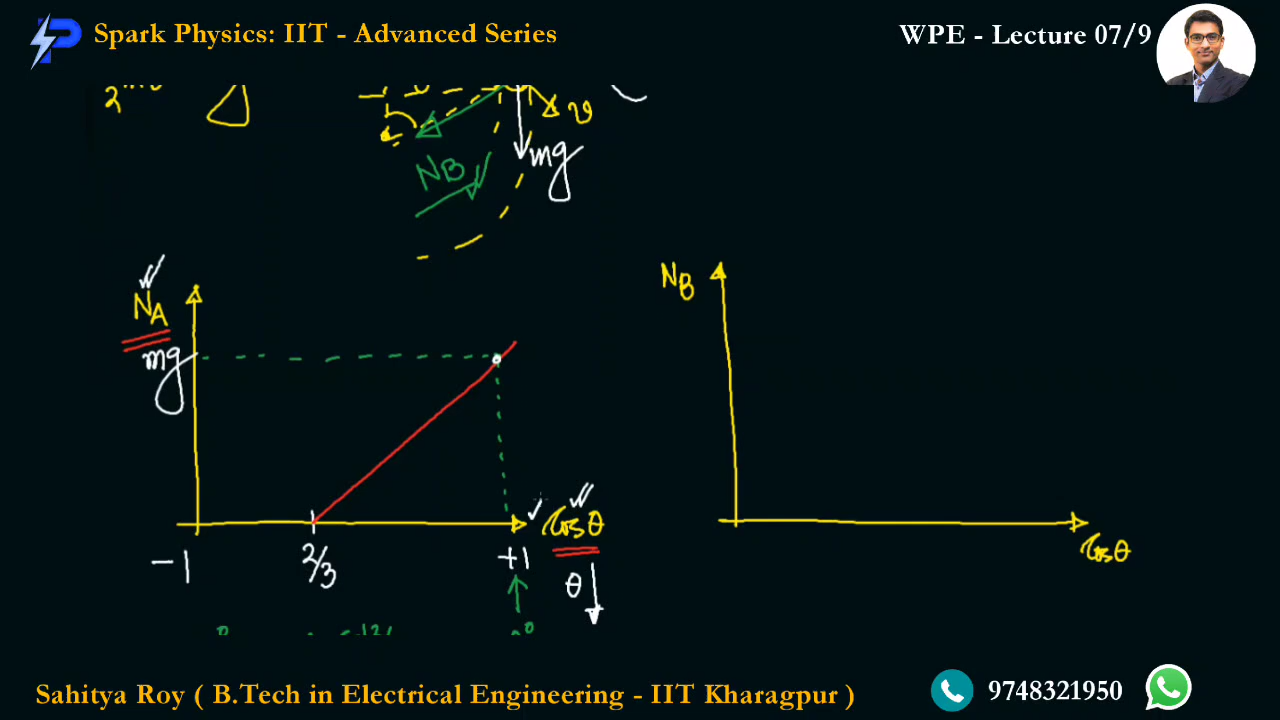 Spark Physics: IIT - Advanced Series
WPE - Lecture 07/9
v
mg
NB
NA
mg
-1
2/3
+1
Cosθ
θ
NB
Cosθ
Sahitya Roy ( B.Tech in Electrical Engineering - IIT Kharagpur )
9748321950